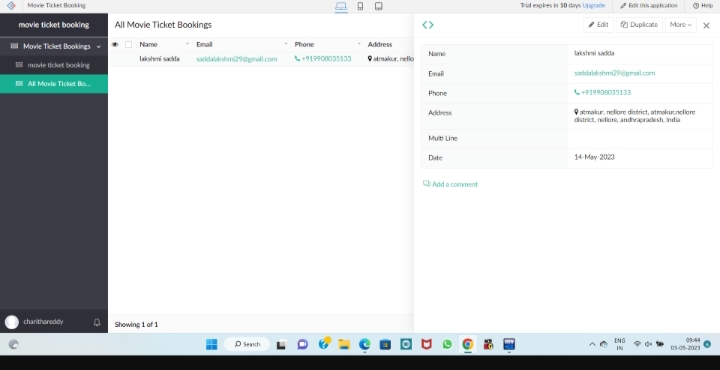 Movie Ticket Booking
Trial expires in 10 days Upgrade
Edit this application
Help
movie ticket booking
Movie Ticket Bookings
movie ticket booking
All Movie Ticket Bo...
charithareddy
All Movie Ticket Bookings
Name Email Phone Address
lakshmi sadda saddalakshmi29@gmail.com +919908035133 atmakur, nello
Showing 1 of 1
Edit Duplicate More
Name lakshmi sadda
Email saddalakshmi29@gmail.com
Phone +919908035133
Address atmakur, nellore district, atmakur,nellore
district, nellore, andhrapradesh, India
Multi Line
Date 14-May-2023
Add a comment
Search
ENG
IN
09:44
03-05-2023